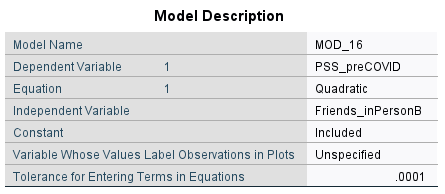 Model Description
Model Name MOD_16
Dependent Variable 1 PSS_preCOVID
Equation 1 Quadratic
Independent Variable Friends_inPersonB
Constant Included
Variable Whose Values Label Observations in Plots Unspecified
Tolerance for Entering Terms in Equations .0001